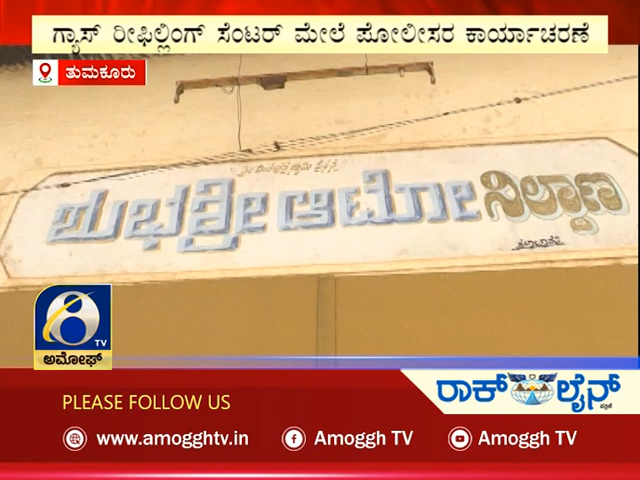 ಗ್ಯಾಸ್ ರೀಫಿಲ್ಲಿಂಗ್ ಸೆಂಟರ್ ಮೇಲೆ ಪೋಲೀಸರ ಕಾರ್ಯಾಚರಣೆ
ತುಮಕೂರು
ಶುಭಶ್ರೀ ಆಟೋ ನಿಲ್ದಾಣ
TV
ಅಮೋಘ್
ರಾಕ್ ಲೈನ್
PLEASE FOLLOW US
www.amogghtv.in
Amoggh TV
Amoggh TV